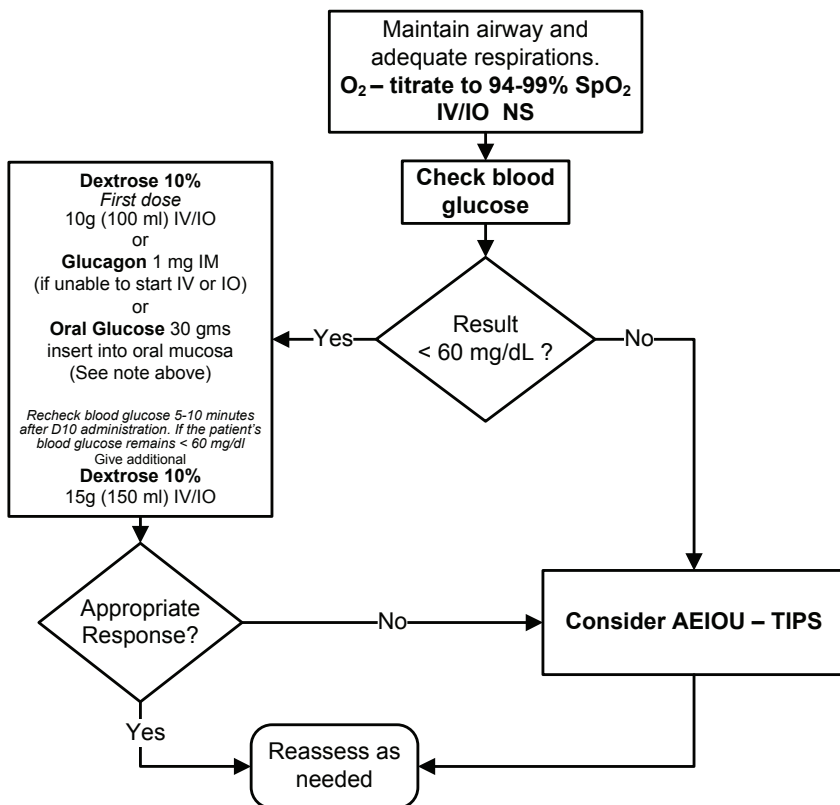 Maintain airway and
adequate respirations.
O₂ – titrate to 94-99% SpO₂
IV/IO NS
Check blood
glucose
Dextrose 10%
First dose
10g (100 ml) IV/IO
or
Glucagon 1 mg IM
(if unable to start IV or IO)
or
Oral Glucose 30 gms
insert into oral mucosa
(See note above)
Recheck blood glucose 5-10 minutes
after D10 administration. If the patient’s
blood glucose remains < 60 mg/dl
Give additional
Dextrose 10%
15g (150 ml) IV/IO
Yes
Result
< 60 mg/dL ?
No
Appropriate
Response?
No
Consider AEIOU – TIPS
Yes
Reassess as
needed